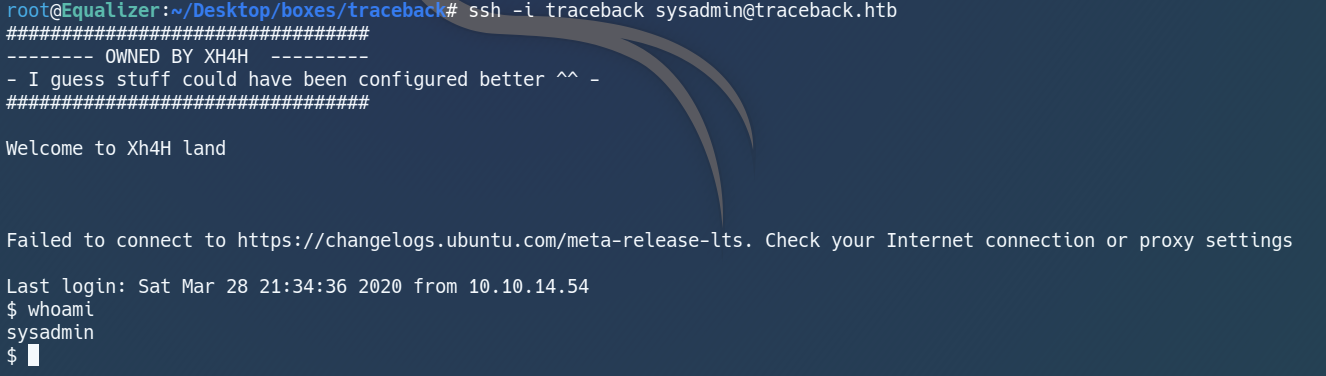 root@Equalizer:~/Desktop/boxes/traceback# ssh -i traceback sysadmin@traceback.htb
#################################
-------- OWNED BY XH4H  ---------
- I guess stuff could have been configured better ^^ -
#################################
Welcome to Xh4H land
Failed to connect to https://changelogs.ubuntu.com/meta-release-lts. Check your Internet connection or proxy settings
Last login: Sat Mar 28 21:34:36 2020 from 10.10.14.54
$ whoami
sysadmin
$